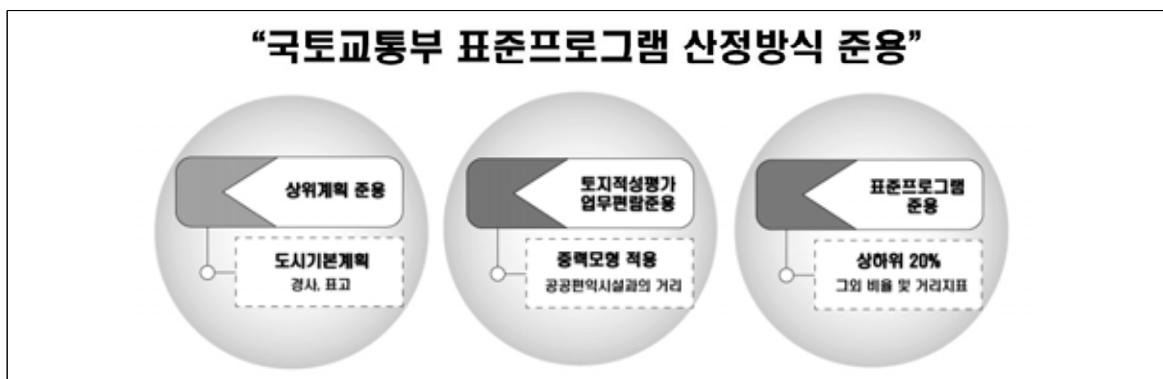 “국토교통부 표준프로그램 산정방식 준용”
상위계획 준용
도시기본계획
경사, 표고
토지적성평가
업무편람준용
중력모형 적용
공공편익시설과의 거리
표준프로그램
준용
상하위 20%
그외 비율 및 거리지표